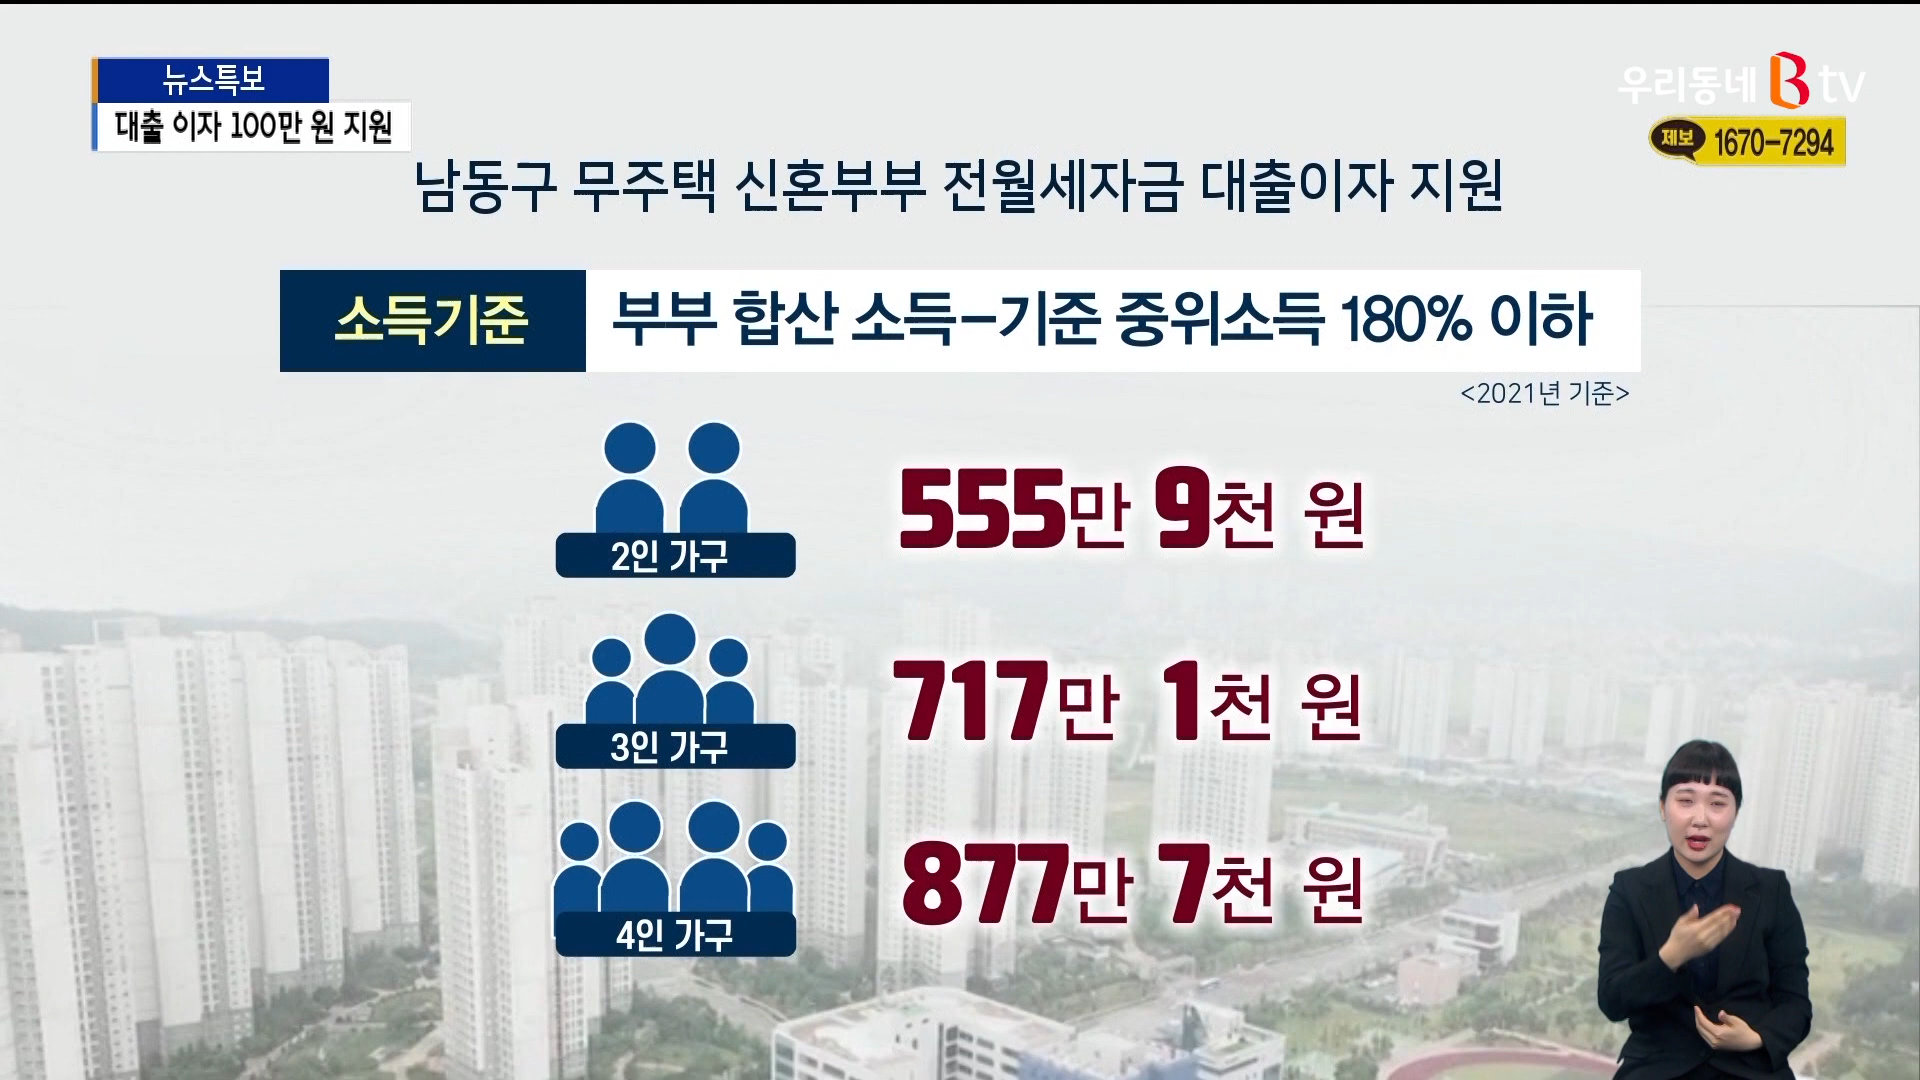 뉴스특보
대출 이자 100만 원 지원
우리동네 B tv
제보 1670-7294
남동구 무주택 신혼부부 전월세자금 대출이자 지원
소득기준 부부 합산 소득-기준 중위소득 180% 이하
<2021년 기준>
2인 가구 555만 9천 원
3인 가구 717만 1천 원
4인 가구 877만 7천 원